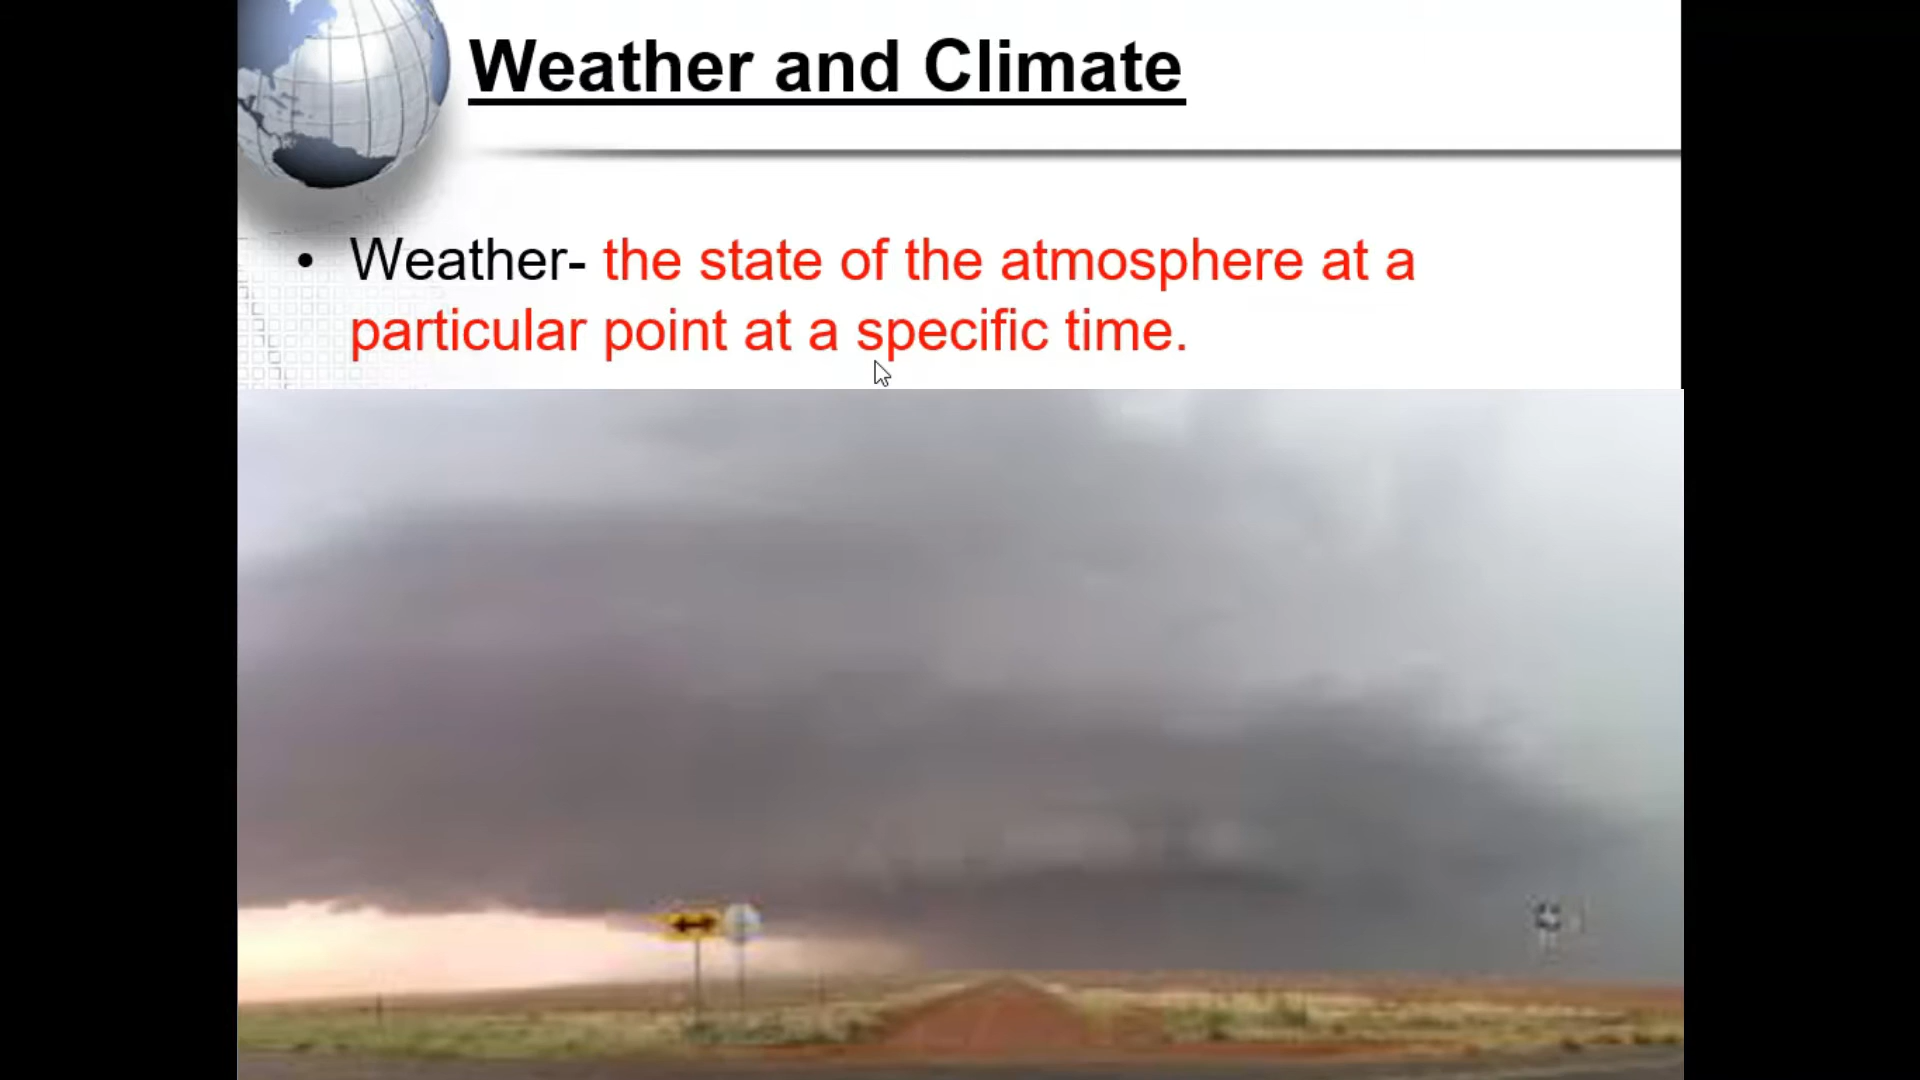 Weather and Climate
• Weather- the state of the atmosphere at a
particular point at a specific time.